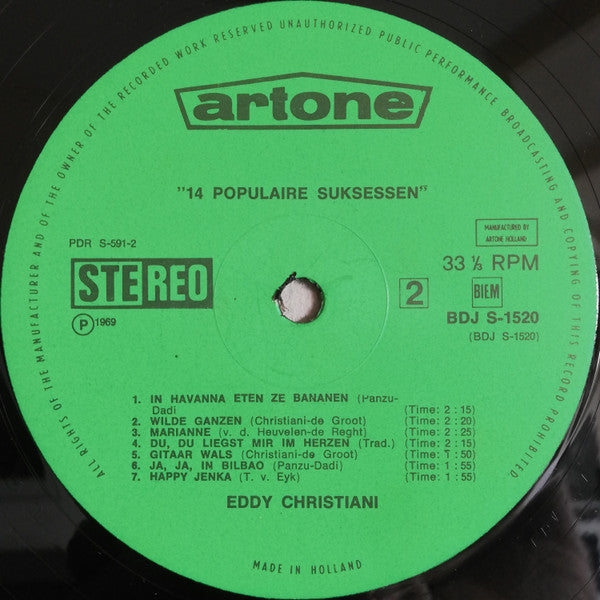 ALL RIGHTS OF THE MANUFACTURER AND OF THE OWNER OF THE RECORDED WORK RESERVED UNAUTHORIZED PUBLIC PERFORMANCE BROADCASTING AND COPYING OF THIS RECORD PROHIBITED
artone
"14 POPULAIRE SUKSESSEN"
PDR S-591-2
MANUFACTURED BY
ARTONE HOLLAND
STEREO
33 ⅓ RPM
2
BIEM
BDJ S-1520
(BDJ S-1520)
℗ 1969
1. IN HAVANNA ETEN ZE BANANEN (Panzu-
Dadi (Time: 2 : 15)
2. WILDE GANZEN (Christiani-de Groot) (Time: 2 : 20)
3. MARIANNE (v. d. Heuvelen-de Reght) (Time: 2 : 25)
4. DU, DU LIEGST MIR IM HERZEN (Trad.) (Time: 2 : 15)
5. GITAAR WALS (Christiani-de Groot) (Time: 1 : 50)
6. JA, JA, IN BILBAO (Panzu-Dadi) (Time: 1 : 55)
7. HAPPY JENKA (T. v. Eyk) (Time: 1 : 55)
EDDY CHRISTIANI
MADE IN HOLLAND